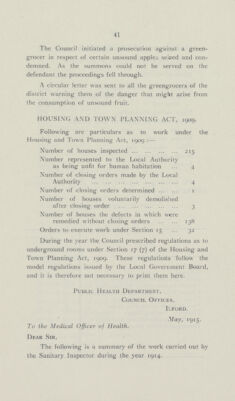 41
The Council initiated a prosecution against a green-
grocer in respect of certain unsound apples seized and con-
demned. As the summons could not be served on the
defendant the proceedings fell through.
A circular letter was sent to all the greengrocers of the
district warning them of the danger that might arise from
the consumption of unsound fruit.
HOUSING AND TOWN PLANNING ACT, 1909.
Following are particulars as to work under the
Housing and Town Planning Act, 1909:—
Number of houses inspected ... ... ... ... 215
Number represented to the Local Authority
as being unfit for human habitation ... 4
Number of closing orders made by the Local
Authority ... ... ... ... ... ... 4
Number of closing orders determined ... ... 1
Number of houses voluntarily demolished
after closing order ... ... ... ... ... 3
Number of houses the defects in which were
remedied without closing orders ... ... 138
Orders to execute work under Section 15 ... 32
During the year the Council prescribed regulations as to
underground rooms under Section 17 (7) of the Housing and
Town Planning Act, 1909. These regulations follow the
model regulations issued by the Local Government Board,
and it is therefore not necessary to print them here.
PUBLIC HEALTH DEPARTMENT,
COUNCIL OFFICES,
ILFORD.
May, 1915.
To the Medical Officer of Health.
DEAR SIR,
The following is a summary of the work carried out by
the Sanitary Inspector during the year 1914.